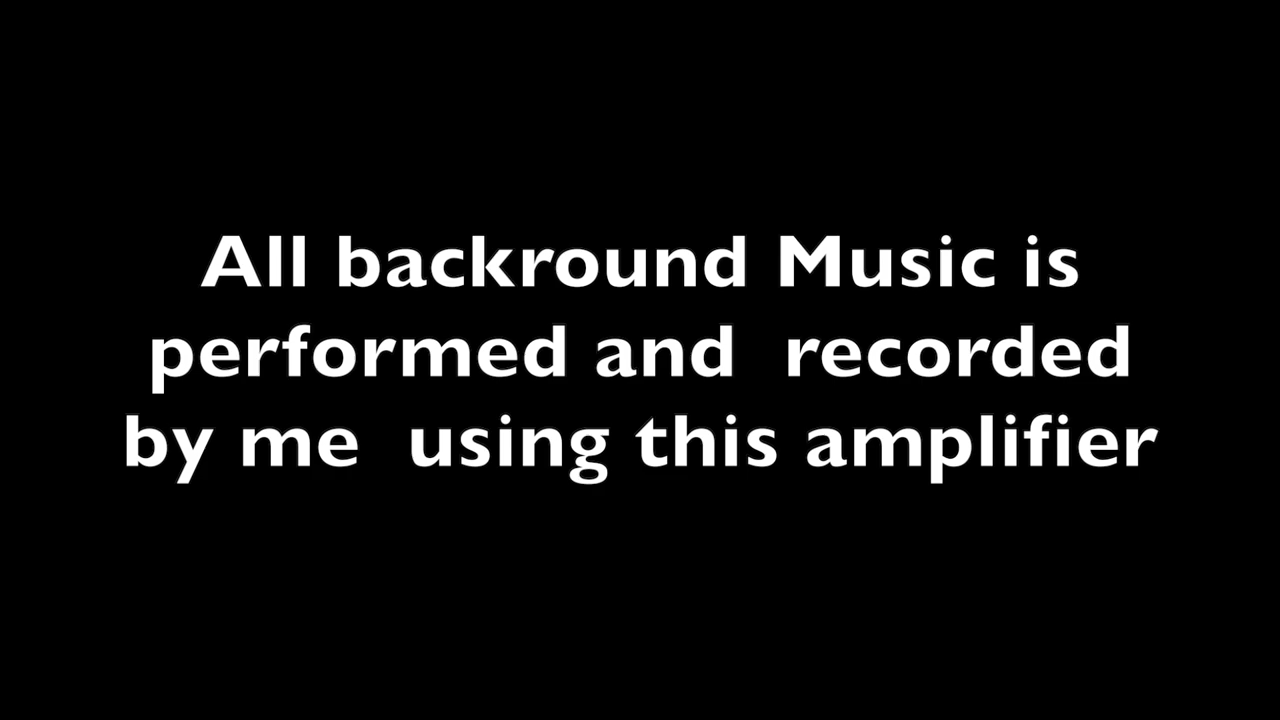 All backround Music is
performed and  recorded
by me  using this amplifier